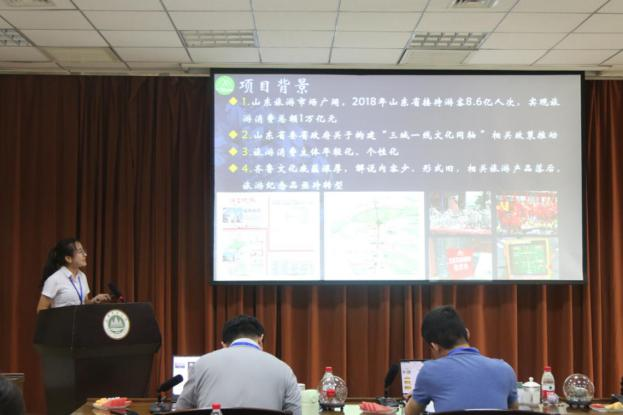 项目背景
◆ 1.山东旅游市场广阔，2018年山东省接待游客8.6亿人次，实现旅
游消费总额1万亿元
◆ 2.山东省委省政府关于构建“三城一线文化网轴”相关政策推动
◆ 3.旅游消费主体年轻化、个性化
◆ 4.齐鲁文化底蕴深厚，解说内容少、形式旧，相关旅游产品落后，
旅游纪念品亟待转型